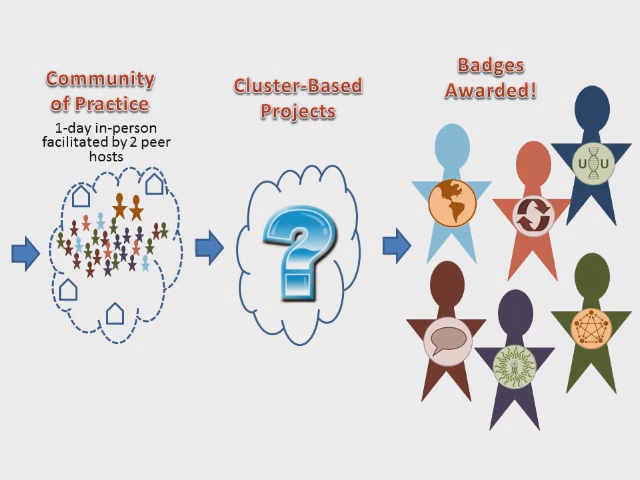 Community
of Practice
1-day in-person
facilitated by 2 peer
hosts
Cluster-Based
Projects
?
Badges
Awarded!
U U